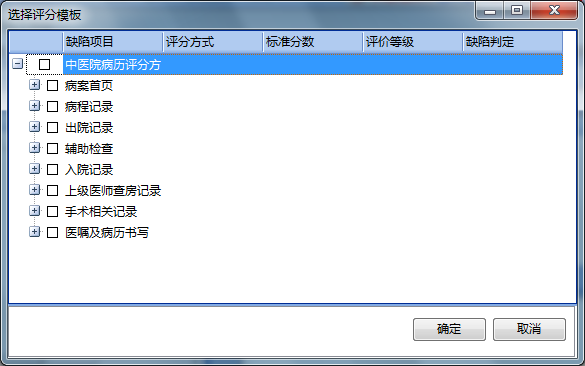 选择评分模板
缺陷项目 评分方式 标准分数 评价等级 缺陷判定
中医院病历评分方
病案首页
病程记录
出院记录
辅助检查
入院记录
上级医师查房记录
手术相关记录
医嘱及病历书写
确定 取消